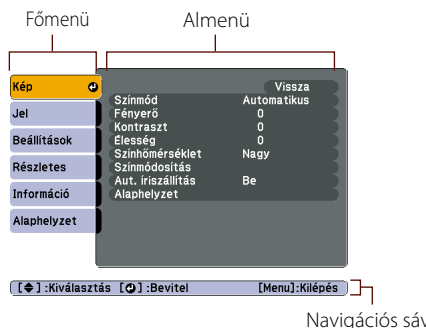 Főmenü Almenü
Kép Vissza
Színmód Automatikus
Jel Fényerő 0
Kontraszt 0
Beállítások Élesség 0
Színhőmérséklet Nagy
Részletes Színmódosítás
Aut. íriszállítás Be
Információ Alaphelyzet
Alaphelyzet
[◆] :Kiválasztás [↵] :Bevitel [Menu]:Kilépés
Navigációs sáv